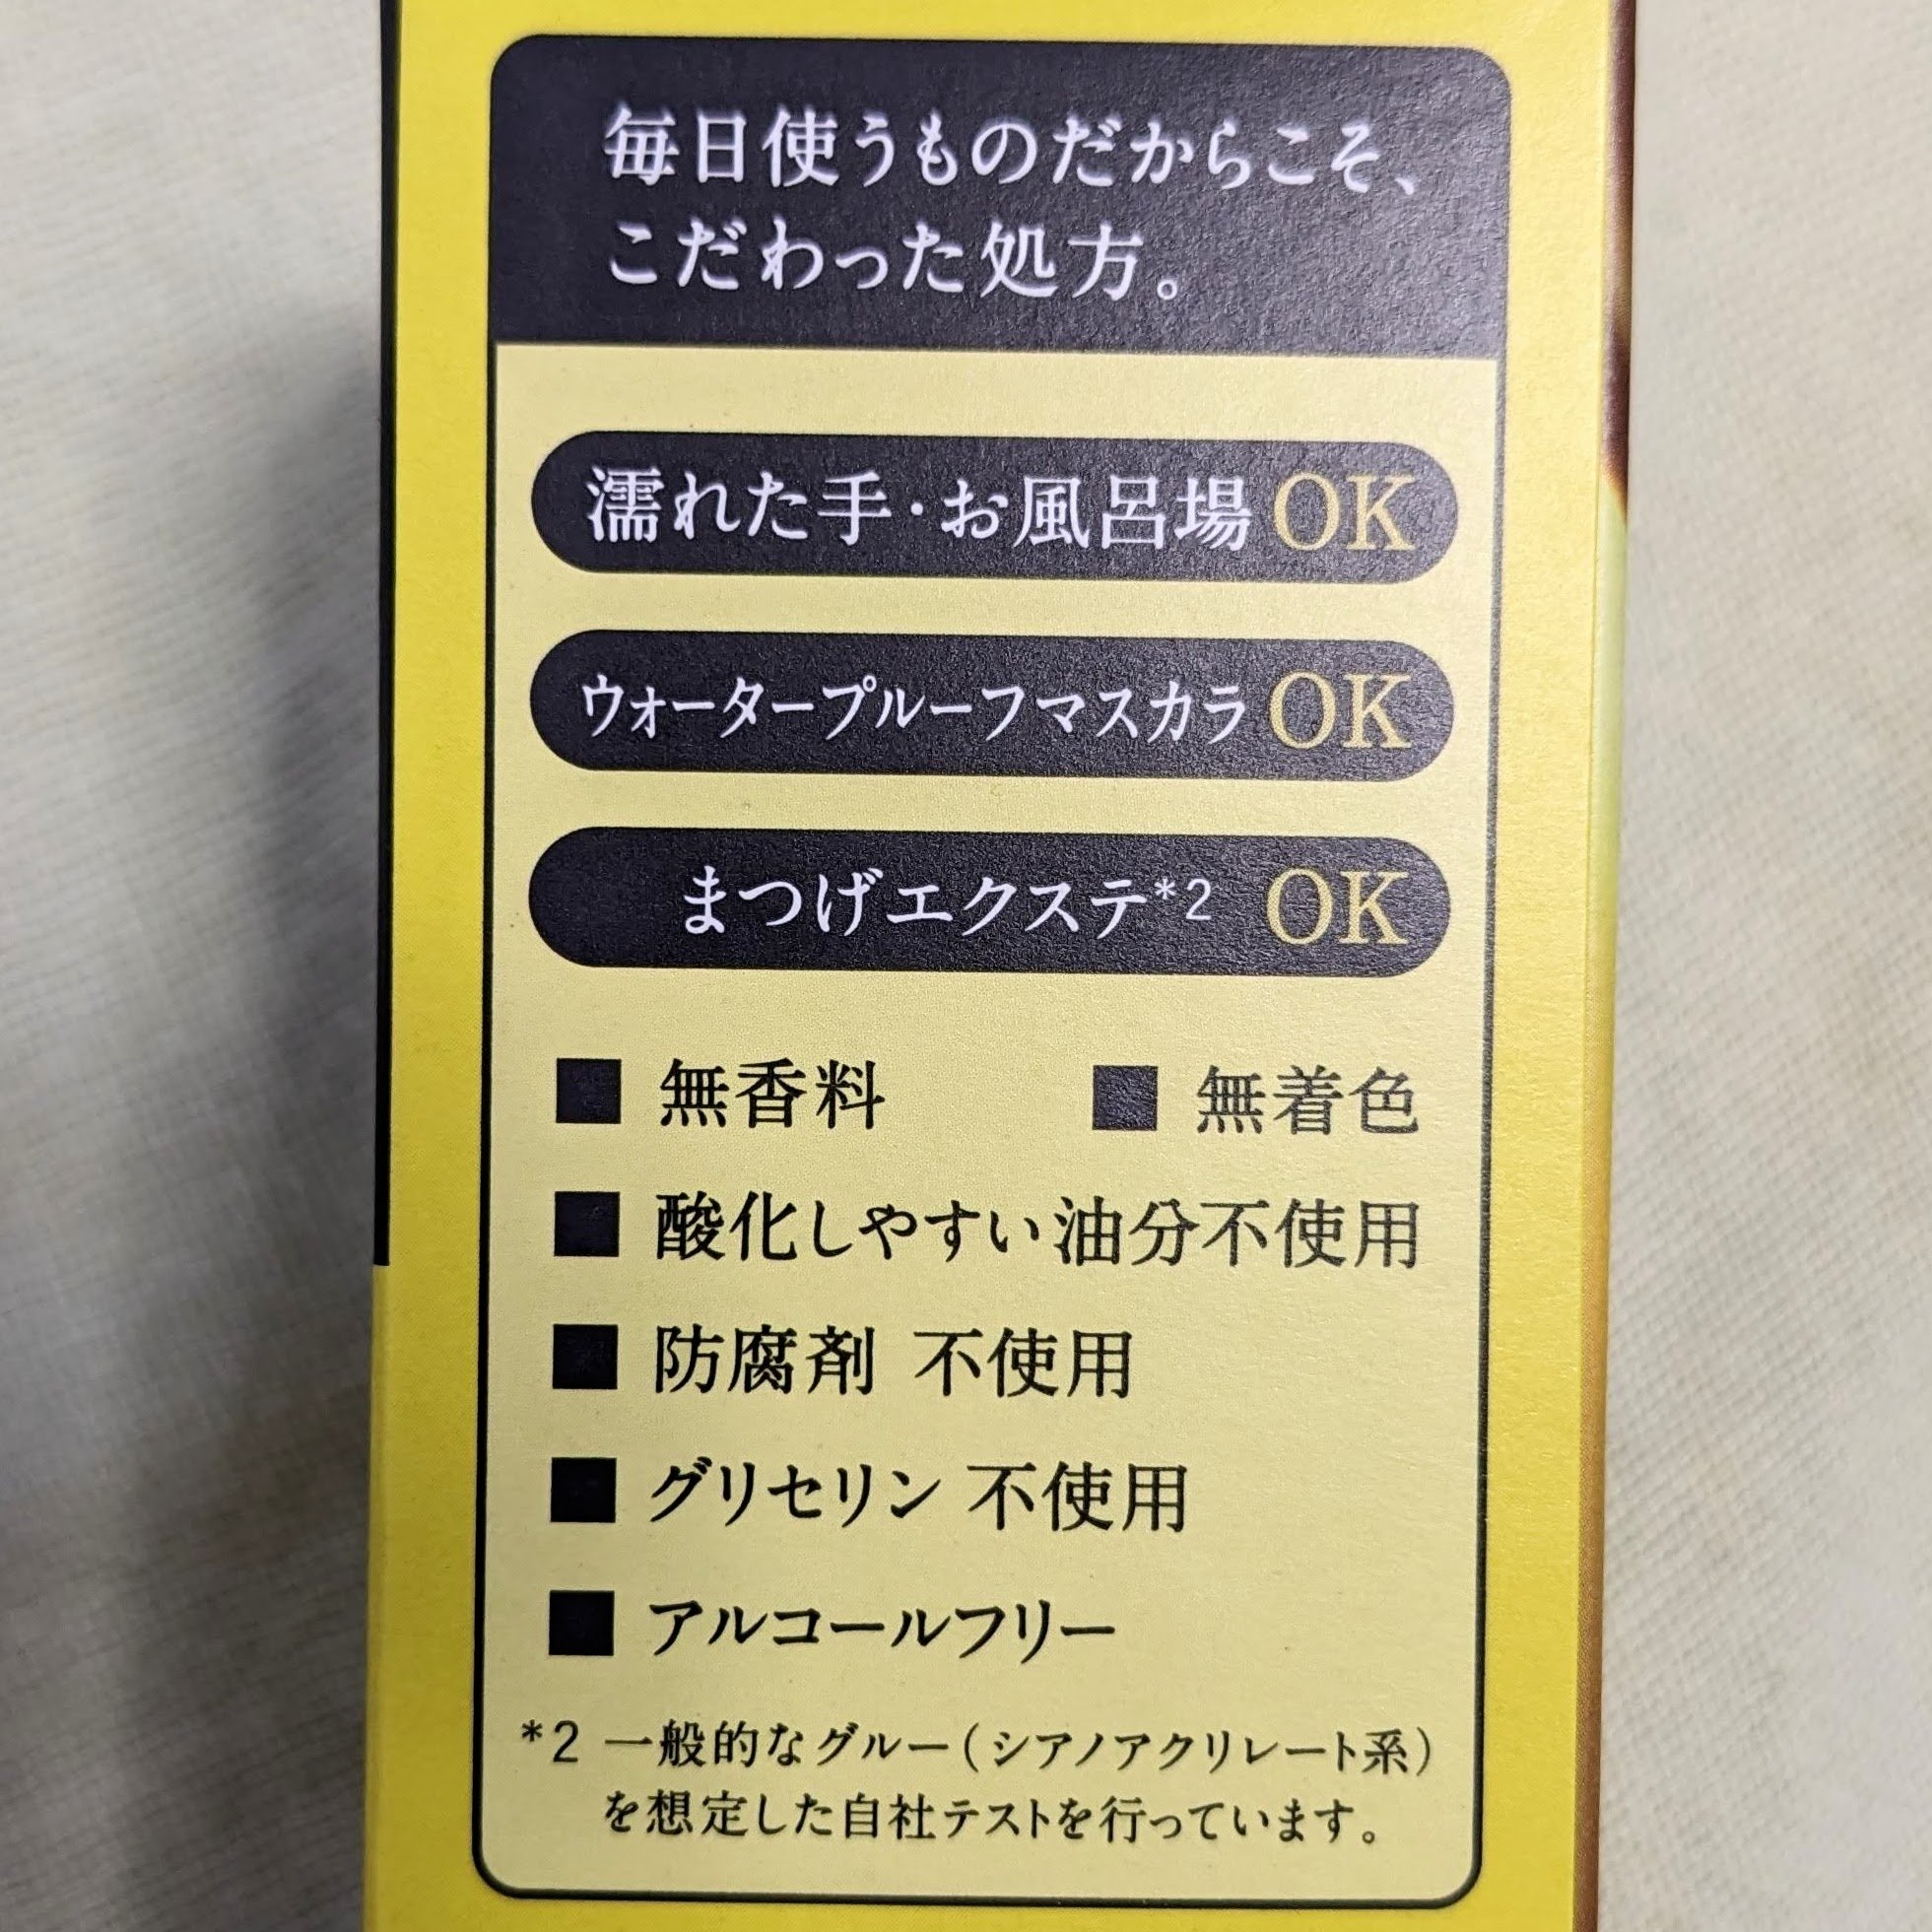 毎日使うものだからこそ、
こだわった処方。
濡れた手・お風呂場OK
ウォータープルーフマスカラOK
まつげエクステ*2 OK
■ 無香料 ■ 無着色
■ 酸化しやすい油分不使用
■ 防腐剤 不使用
■ グリセリン 不使用
■ アルコールフリー
*2 一般的なグルー(シアノアクリレート系)
を想定した自社テストを行っています。